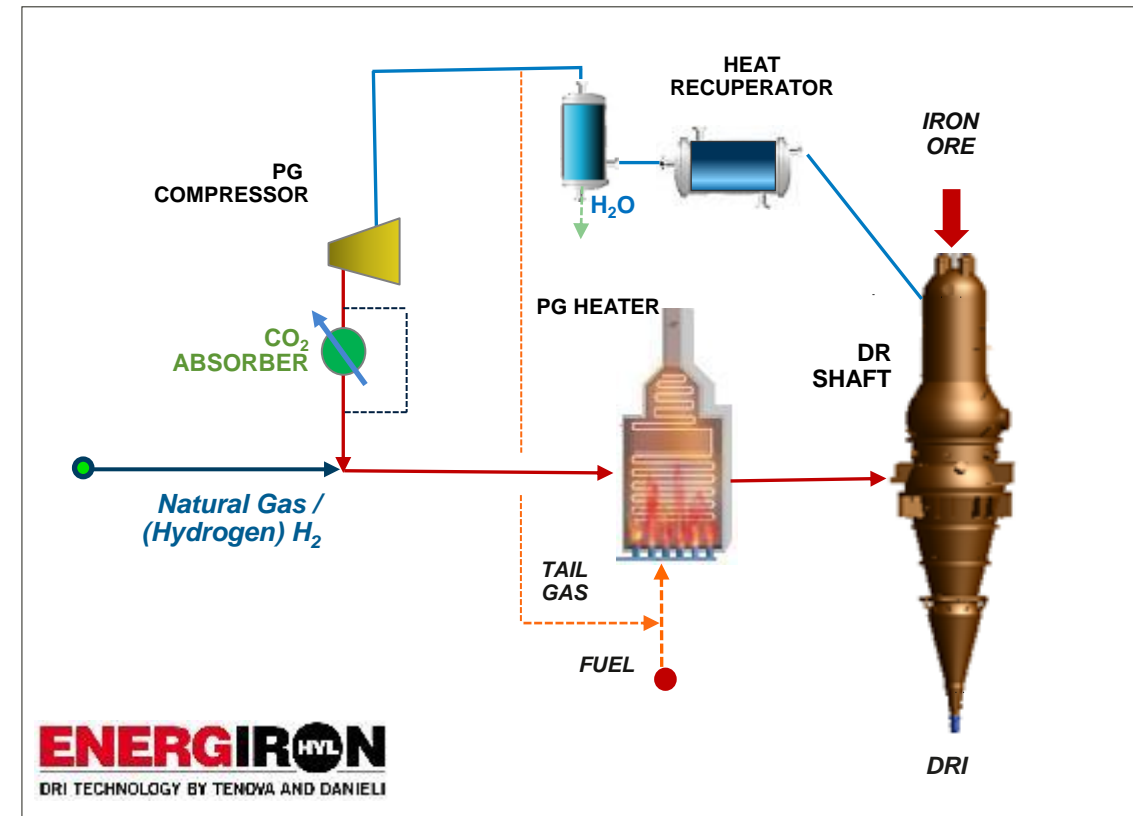 HEAT
RECUPERATOR
IRON
ORE
PG
COMPRESSOR
H₂O
PG HEATER
CO₂
ABSORBER
DR
SHAFT
Natural Gas /
(Hydrogen) H₂
TAIL
GAS
FUEL
ENERGIRON
HYL
DRI TECHNOLOGY BY TENOVA AND DANIELI
DRI